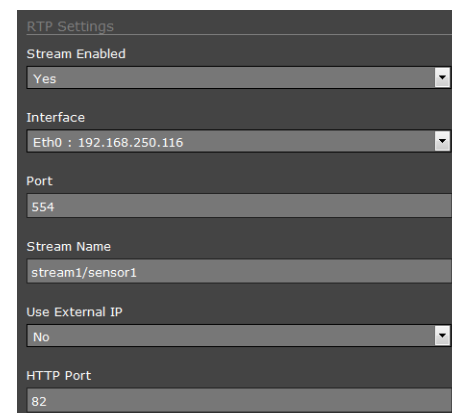 RTP Settings
Stream Enabled
Yes
Interface
Eth0 : 192.168.250.116
Port
554
Stream Name
stream1/sensor1
Use External IP
No
HTTP Port
82